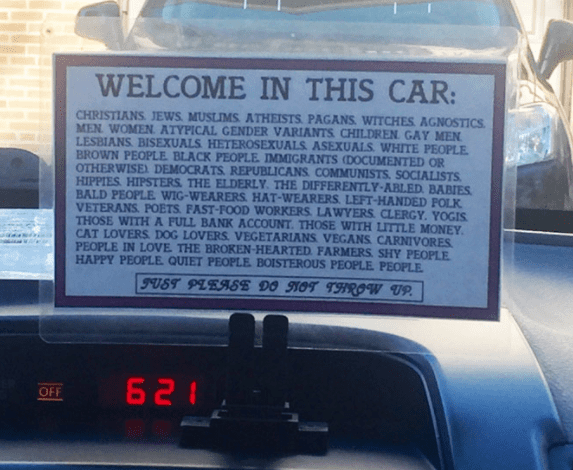 WELCOME IN THIS CAR:
CHRISTIANS. JEWS. MUSLIMS. ATHEISTS. PAGANS. WITCHES. AGNOSTICS.
MEN. WOMEN. ATYPICAL GENDER VARIANTS. CHILDREN. GAY MEN.
LESBIANS. BISEXUALS. HETEROSEXUALS. ASEXUALS. WHITE PEOPLE.
BROWN PEOPLE. BLACK PEOPLE. IMMIGRANTS (DOCUMENTED OR
OTHERWISE). DEMOCRATS. REPUBLICANS. COMMUNISTS. SOCIALISTS.
HIPPIES. HIPSTERS. THE ELDERLY. THE DIFFERENTLY-ABLED. BABIES.
BALD PEOPLE. WIG-WEARERS. HAT-WEARERS. LEFT-HANDED FOLK.
VETERANS. POETS. FAST-FOOD WORKERS. LAWYERS. CLERGY. YOGIS.
THOSE WITH A FULL BANK ACCOUNT. THOSE WITH LITTLE MONEY.
CAT LOVERS. DOG LOVERS. VEGETARIANS. VEGANS. CARNIVORES.
PEOPLE IN LOVE. THE BROKEN-HEARTED. FARMERS. SHY PEOPLE.
HAPPY PEOPLE. QUIET PEOPLE. BOISTEROUS PEOPLE. PEOPLE.
JUST PLEASE DO NOT THROW UP.
OFF
6 21